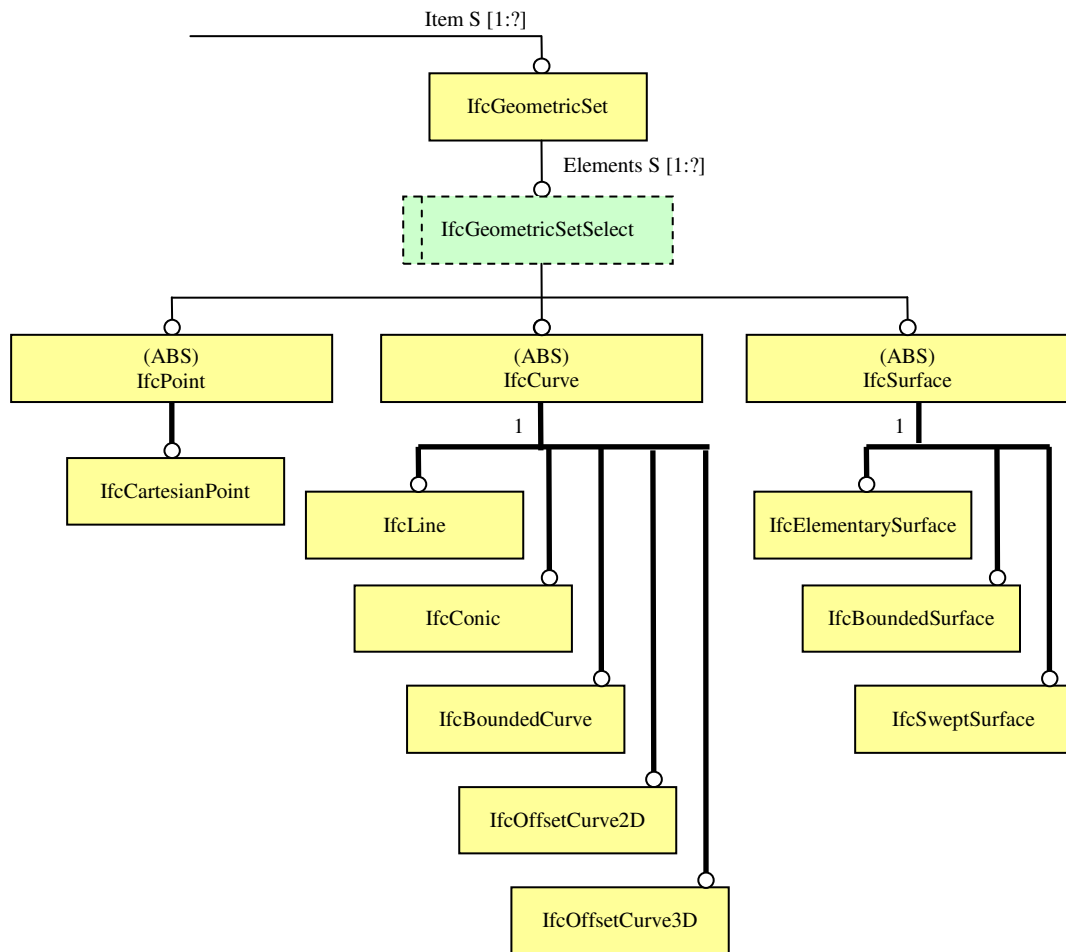 Item S [1:?]
IfcGeometricSet
Elements S [1:?]
IfcGeometricSetSelect
(ABS)
IfcPoint
(ABS)
IfcCurve
(ABS)
IfcSurface
1
1
IfcCartesianPoint
IfcLine
IfcElementarySurface
IfcConic
IfcBoundedSurface
IfcBoundedCurve
IfcSweptSurface
IfcOffsetCurve2D
IfcOffsetCurve3D